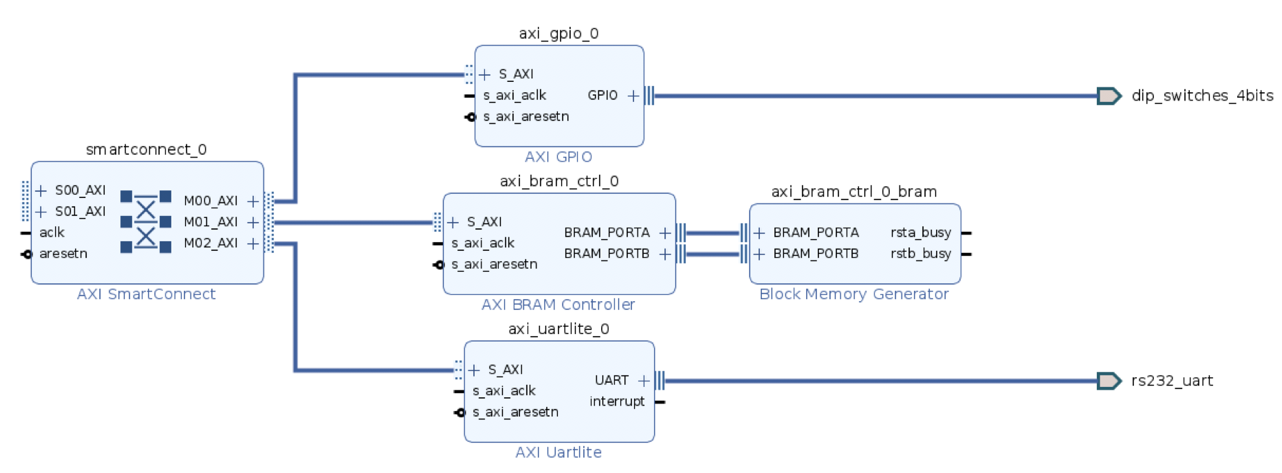 smartconnect_0
S00_AXI
S01_AXI
aclk
aresetn
M00_AXI
M01_AXI
M02_AXI
AXI SmartConnect
axi_gpio_0
S_AXI
s_axi_aclk
s_axi_aresetn
GPIO
AXI GPIO
dip_switches_4bits
axi_bram_ctrl_0
S_AXI
s_axi_aclk
s_axi_aresetn
BRAM_PORTA
BRAM_PORTB
AXI BRAM Controller
axi_bram_ctrl_0_bram
BRAM_PORTA
BRAM_PORTB
rsta_busy
rstb_busy
Block Memory Generator
axi_uartlite_0
S_AXI
s_axi_aclk
s_axi_aresetn
UART
interrupt
AXI Uartlite
rs232_uart